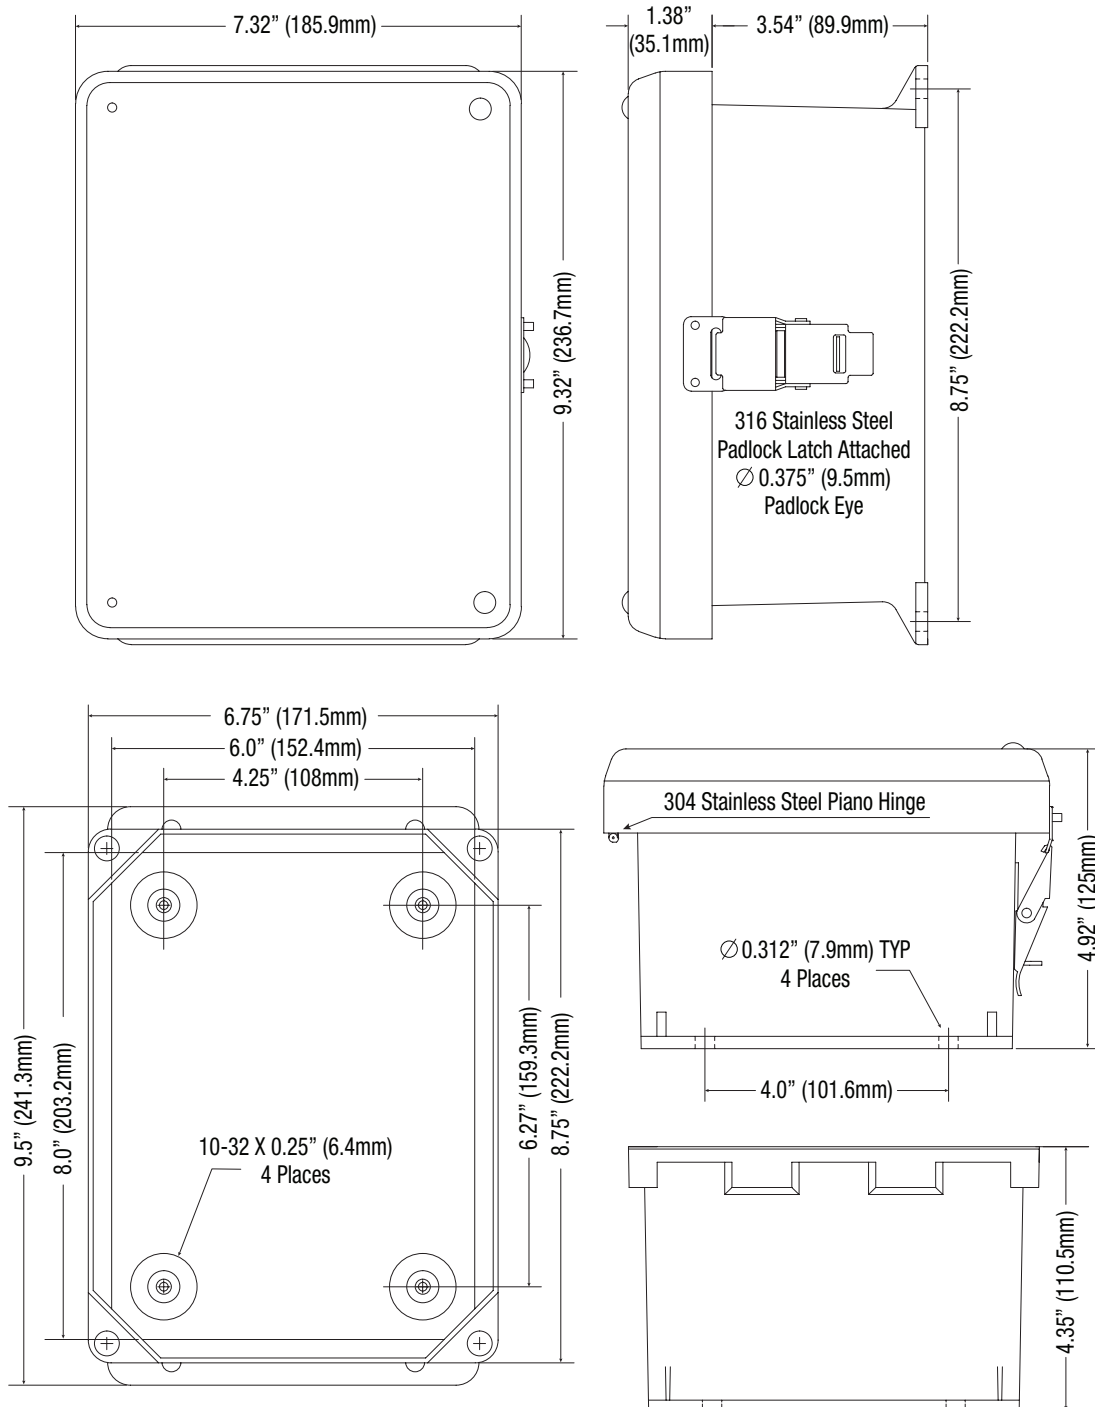 7.32” (185.9mm)
1.38”
(35.1mm)
3.54” (89.9mm)
9.32” (236.7mm)
8.75” (222.2mm)
316 Stainless Steel
Padlock Latch Attached
∅ 0.375” (9.5mm)
Padlock Eye
6.75” (171.5mm)
6.0” (152.4mm)
4.25” (108mm)
9.5” (241.3mm)
8.0” (203.2mm)
6.27” (159.3mm)
8.75” (222.2mm)
10-32 X 0.25” (6.4mm)
4 Places
304 Stainless Steel Piano Hinge
∅ 0.312” (7.9mm) TYP
4 Places
4.92” (125mm)
4.0” (101.6mm)
4.35” (110.5mm)